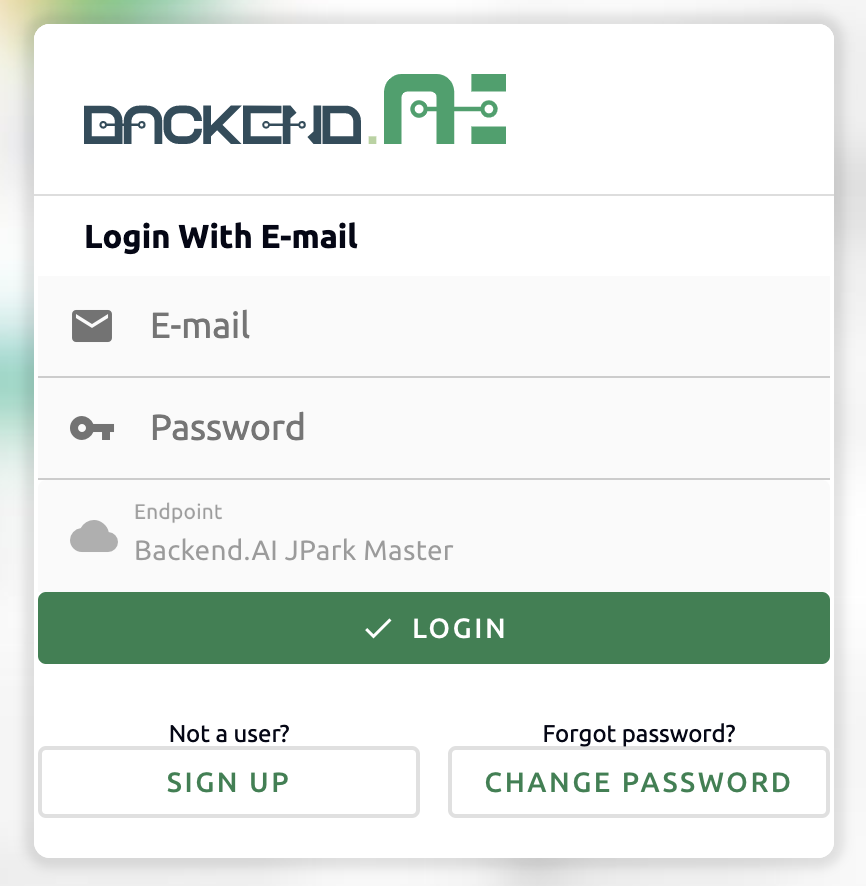 BACKEND.AI
Login With E-mail
E-mail
Password
Endpoint
Backend.AI JPark Master
LOGIN
Not a user?
Forgot password?
SIGN UP
CHANGE PASSWORD